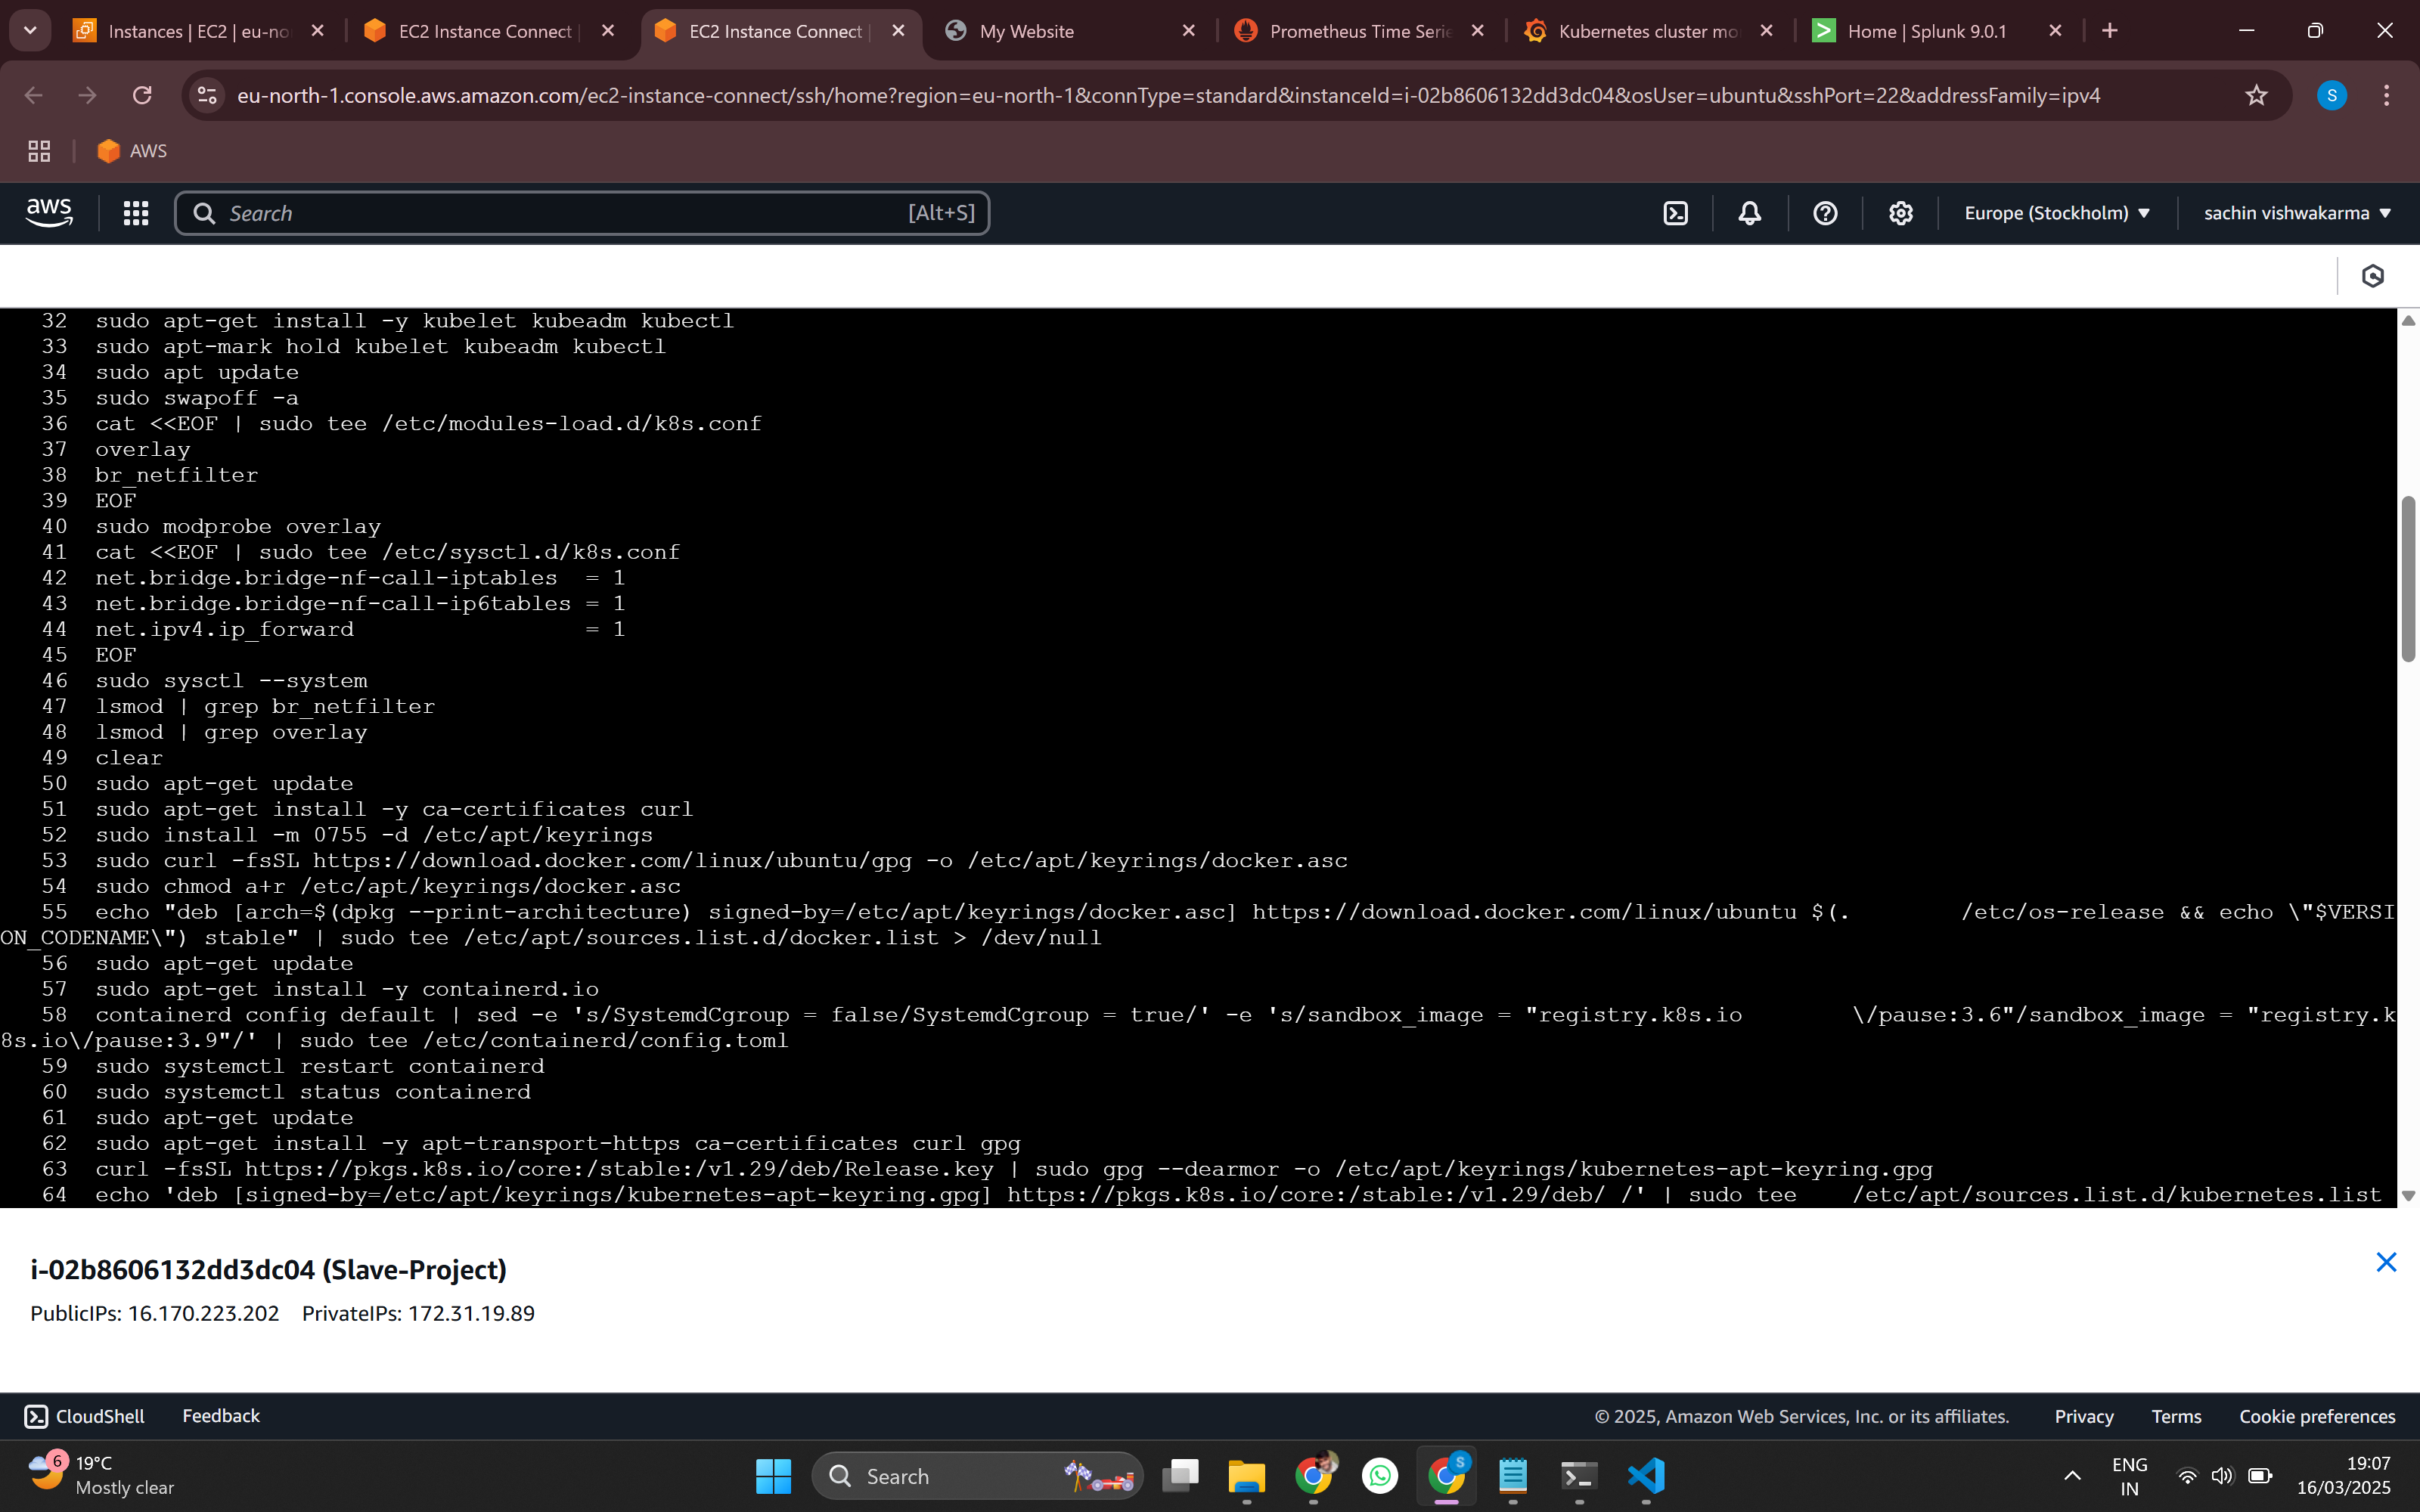 Instances | EC2 | eu-no
EC2 Instance Connect |
EC2 Instance Connect |
My Website
Prometheus Time Serie
Kubernetes cluster mo
Home | Splunk 9.0.1
eu-north-1.console.aws.amazon.com/ec2-instance-connect/ssh/home?region=eu-north-1&connType=standard&instanceId=i-02b8606132dd3dc04&osUser=ubuntu&sshPort=22&addressFamily=ipv4
S
AWS
aws
Search
[Alt+S]
Europe (Stockholm)
sachin vishwakarma
32 sudo apt-get install -y kubelet kubeadm kubectl
33 sudo apt-mark hold kubelet kubeadm kubectl
34 sudo apt update
35 sudo swapoff -a
36 cat <<EOF | sudo tee /etc/modules-load.d/k8s.conf
37 overlay
38 br_netfilter
39 EOF
40 sudo modprobe overlay
41 cat <<EOF | sudo tee /etc/sysctl.d/k8s.conf
42 net.bridge.bridge-nf-call-iptables  = 1
43 net.bridge.bridge-nf-call-ip6tables = 1
44 net.ipv4.ip_forward                 = 1
45 EOF
46 sudo sysctl --system
47 lsmod | grep br_netfilter
48 lsmod | grep overlay
49 clear
50 sudo apt-get update
51 sudo apt-get install -y ca-certificates curl
52 sudo install -m 0755 -d /etc/apt/keyrings
53 sudo curl -fsSL https://download.docker.com/linux/ubuntu/gpg -o /etc/apt/keyrings/docker.asc
54 sudo chmod a+r /etc/apt/keyrings/docker.asc
55 echo "deb [arch=$(dpkg --print-architecture) signed-by=/etc/apt/keyrings/docker.asc] https://download.docker.com/linux/ubuntu $(.        /etc/os-release && echo \"$VERSI
ON_CODENAME\") stable" | sudo tee /etc/apt/sources.list.d/docker.list > /dev/null
56 sudo apt-get update
57 sudo apt-get install -y containerd.io
58 containerd config default | sed -e 's/SystemdCgroup = false/SystemdCgroup = true/' -e 's/sandbox_image = "registry.k8s.io        \/pause:3.6"/sandbox_image = "registry.k
8s.io\/pause:3.9"/' | sudo tee /etc/containerd/config.toml
59 sudo systemctl restart containerd
60 sudo systemctl status containerd
61 sudo apt-get update
62 sudo apt-get install -y apt-transport-https ca-certificates curl gpg
63 curl -fsSL https://pkgs.k8s.io/core:/stable:/v1.29/deb/Release.key | sudo gpg --dearmor -o /etc/apt/keyrings/kubernetes-apt-keyring.gpg
64 echo 'deb [signed-by=/etc/apt/keyrings/kubernetes-apt-keyring.gpg] https://pkgs.k8s.io/core:/stable:/v1.29/deb/ /' | sudo tee    /etc/apt/sources.list.d/kubernetes.list
i-02b8606132dd3dc04 (Slave-Project)
PublicIPs: 16.170.223.202    PrivateIPs: 172.31.19.89
CloudShell
Feedback
© 2025, Amazon Web Services, Inc. or its affiliates.
Privacy
Terms
Cookie preferences
6
19°C
Mostly clear
Search
S
ENG
IN
19:07
16/03/2025